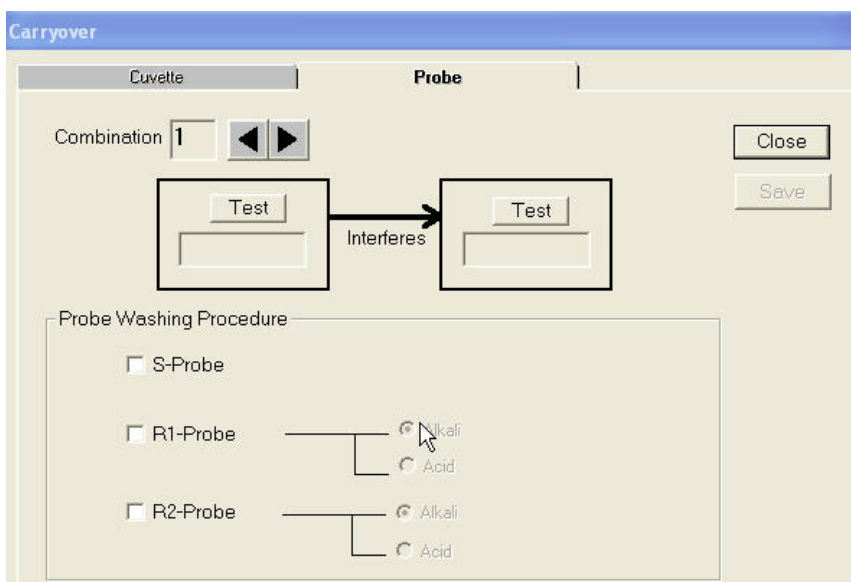 Carryover
Cuvette Probe
Combination 1
Close
Save
Test Test
Interferes
Probe Washing Procedure
S-Probe
R1-Probe
Alkali
Acid
R2-Probe
Alkali
Acid